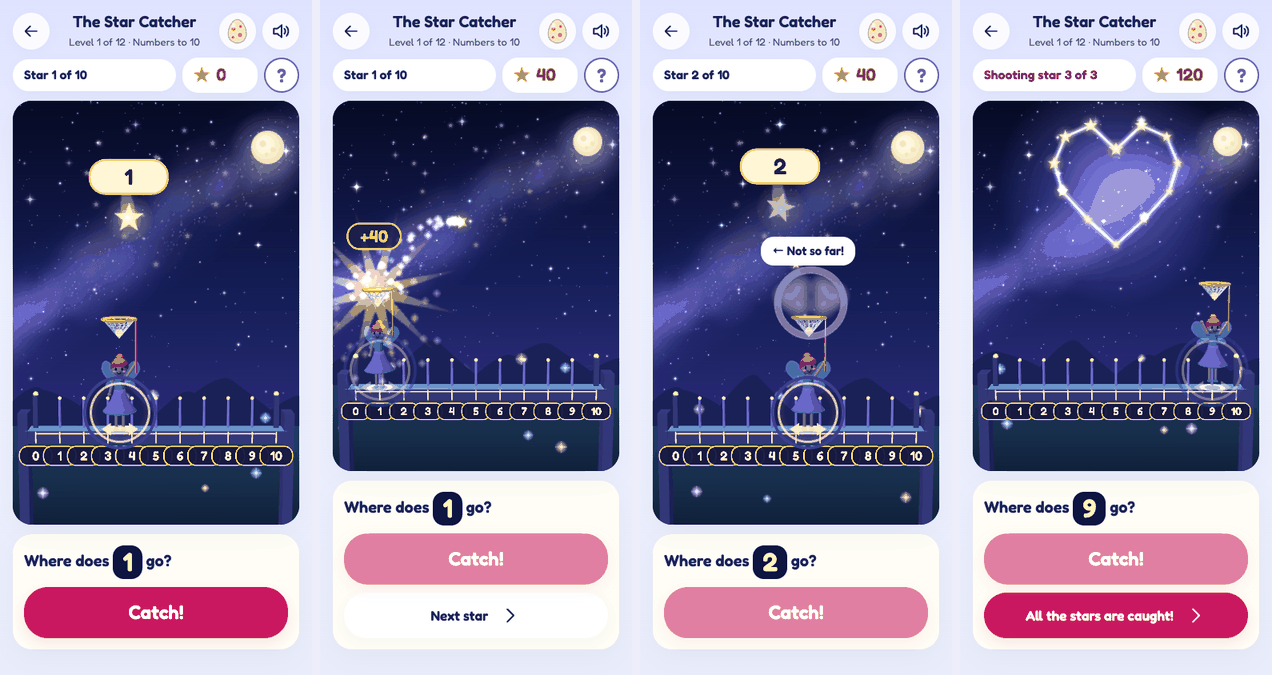 The Star Catcher
Level 1 of 12 · Numbers to 10
Star 1 of 10
0
?
1
0 1 2 3 4 5 6 7 8 9 10
Where does 1 go?
Catch!
The Star Catcher
Level 1 of 12 · Numbers to 10
Star 1 of 10
40
?
+40
0 1 2 3 4 5 6 7 8 9 10
Where does 1 go?
Catch!
Next star
The Star Catcher
Level 1 of 12 · Numbers to 10
Star 2 of 10
40
?
2
← Not so far!
0 1 2 3 4 5 6 7 8 9 10
Where does 2 go?
Catch!
The Star Catcher
Level 1 of 12 · Numbers to 10
Shooting star 3 of 3
120
?
0 1 2 3 4 5 6 7 8 9 10
Where does 9 go?
Catch!
All the stars are caught!